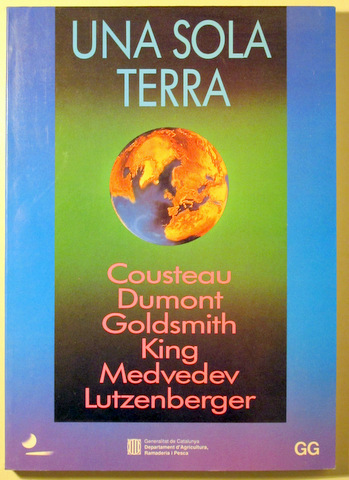 UNA SOLA
TERRA
Cousteau
Dumont
Goldsmith
King
Medvedev
Lutzenberger
Generalitat de Catalunya
Departament d'Agricultura,
Ramaderia i Pesca
GG